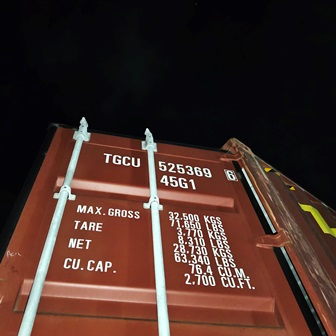 TGCU 525369 6
45G1
MAX.GROSS 32.500 KGS
71.650 LBS
TARE 3.770 KGS
8.310 LBS
NET 28.730 KGS
63.340 LBS
CU.CAP. 76.4 CU.M.
2.700 CU.FT.